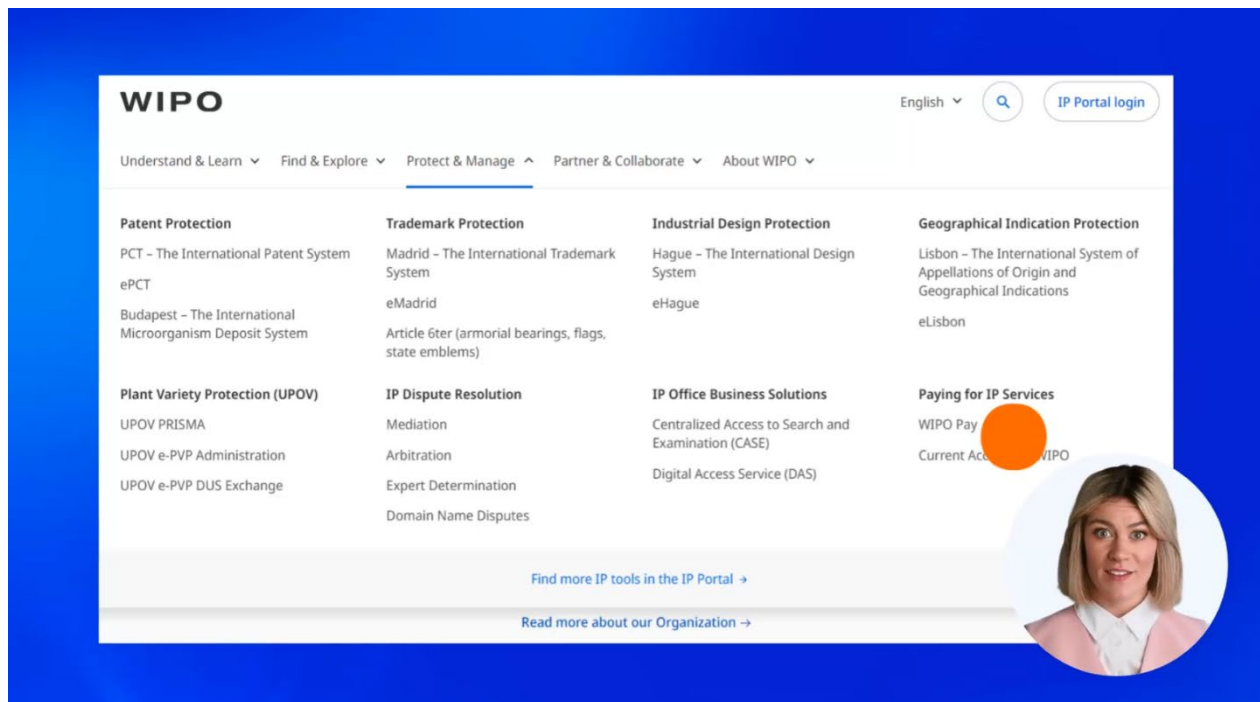 WIPO
English
IP Portal login
Understand & Learn
Find & Explore
Protect & Manage
Partner & Collaborate
About WIPO
Patent Protection
PCT – The International Patent System
ePCT
Budapest – The International
Microorganism Deposit System
Trademark Protection
Madrid – The International Trademark
System
eMadrid
Article 6ter (armorial bearings, flags,
state emblems)
Industrial Design Protection
Hague – The International Design
System
eHague
Geographical Indication Protection
Lisbon – The International System of
Appellations of Origin and
Geographical Indications
eLisbon
Plant Variety Protection (UPOV)
UPOV PRISMA
UPOV e-PVP Administration
UPOV e-PVP DUS Exchange
IP Dispute Resolution
Mediation
Arbitration
Expert Determination
Domain Name Disputes
IP Office Business Solutions
Centralized Access to Search and
Examination (CASE)
Digital Access Service (DAS)
Paying for IP Services
WIPO Pay
Current
Find more IP tools in the IP Portal →
Read more about our Organization →